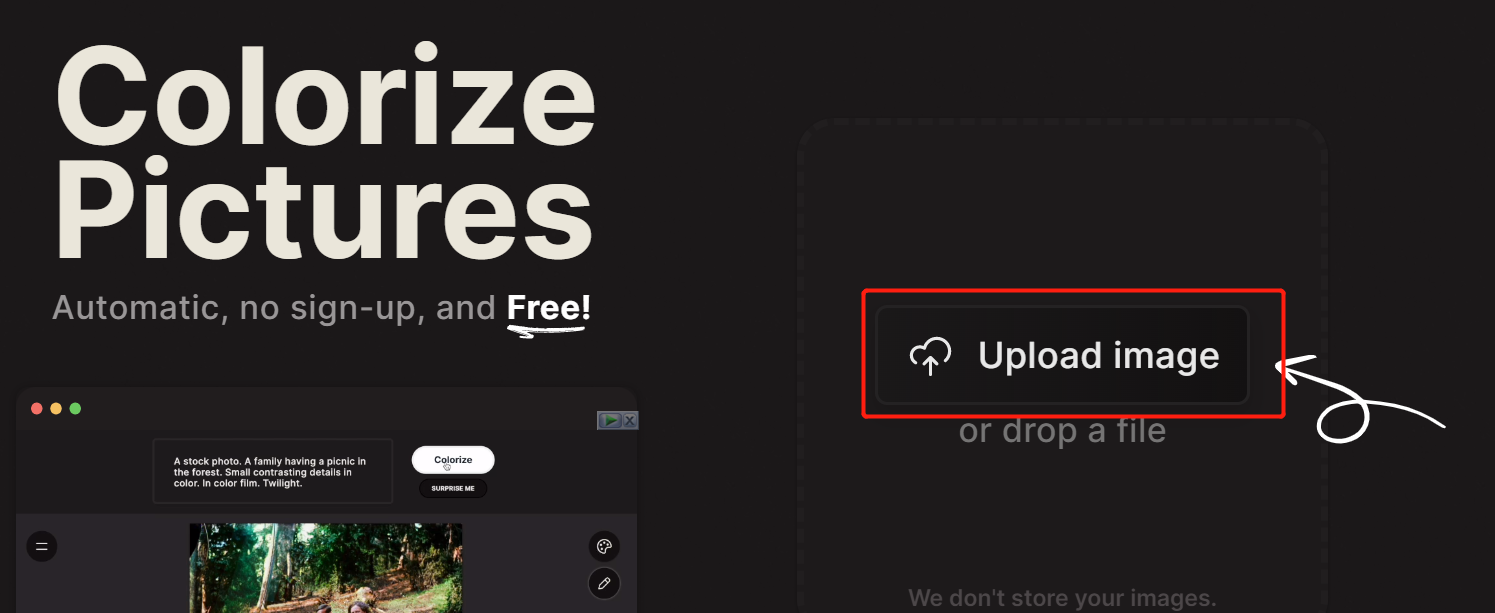 Colorize
Pictures
Automatic, no sign-up, and Free!
A stock photo. A family having a picnic in
the forest. Small contrasting details in
color. In color film. Twilight.
Colorize
SURPRISE ME
Upload image
or drop a file
We don't store your images.